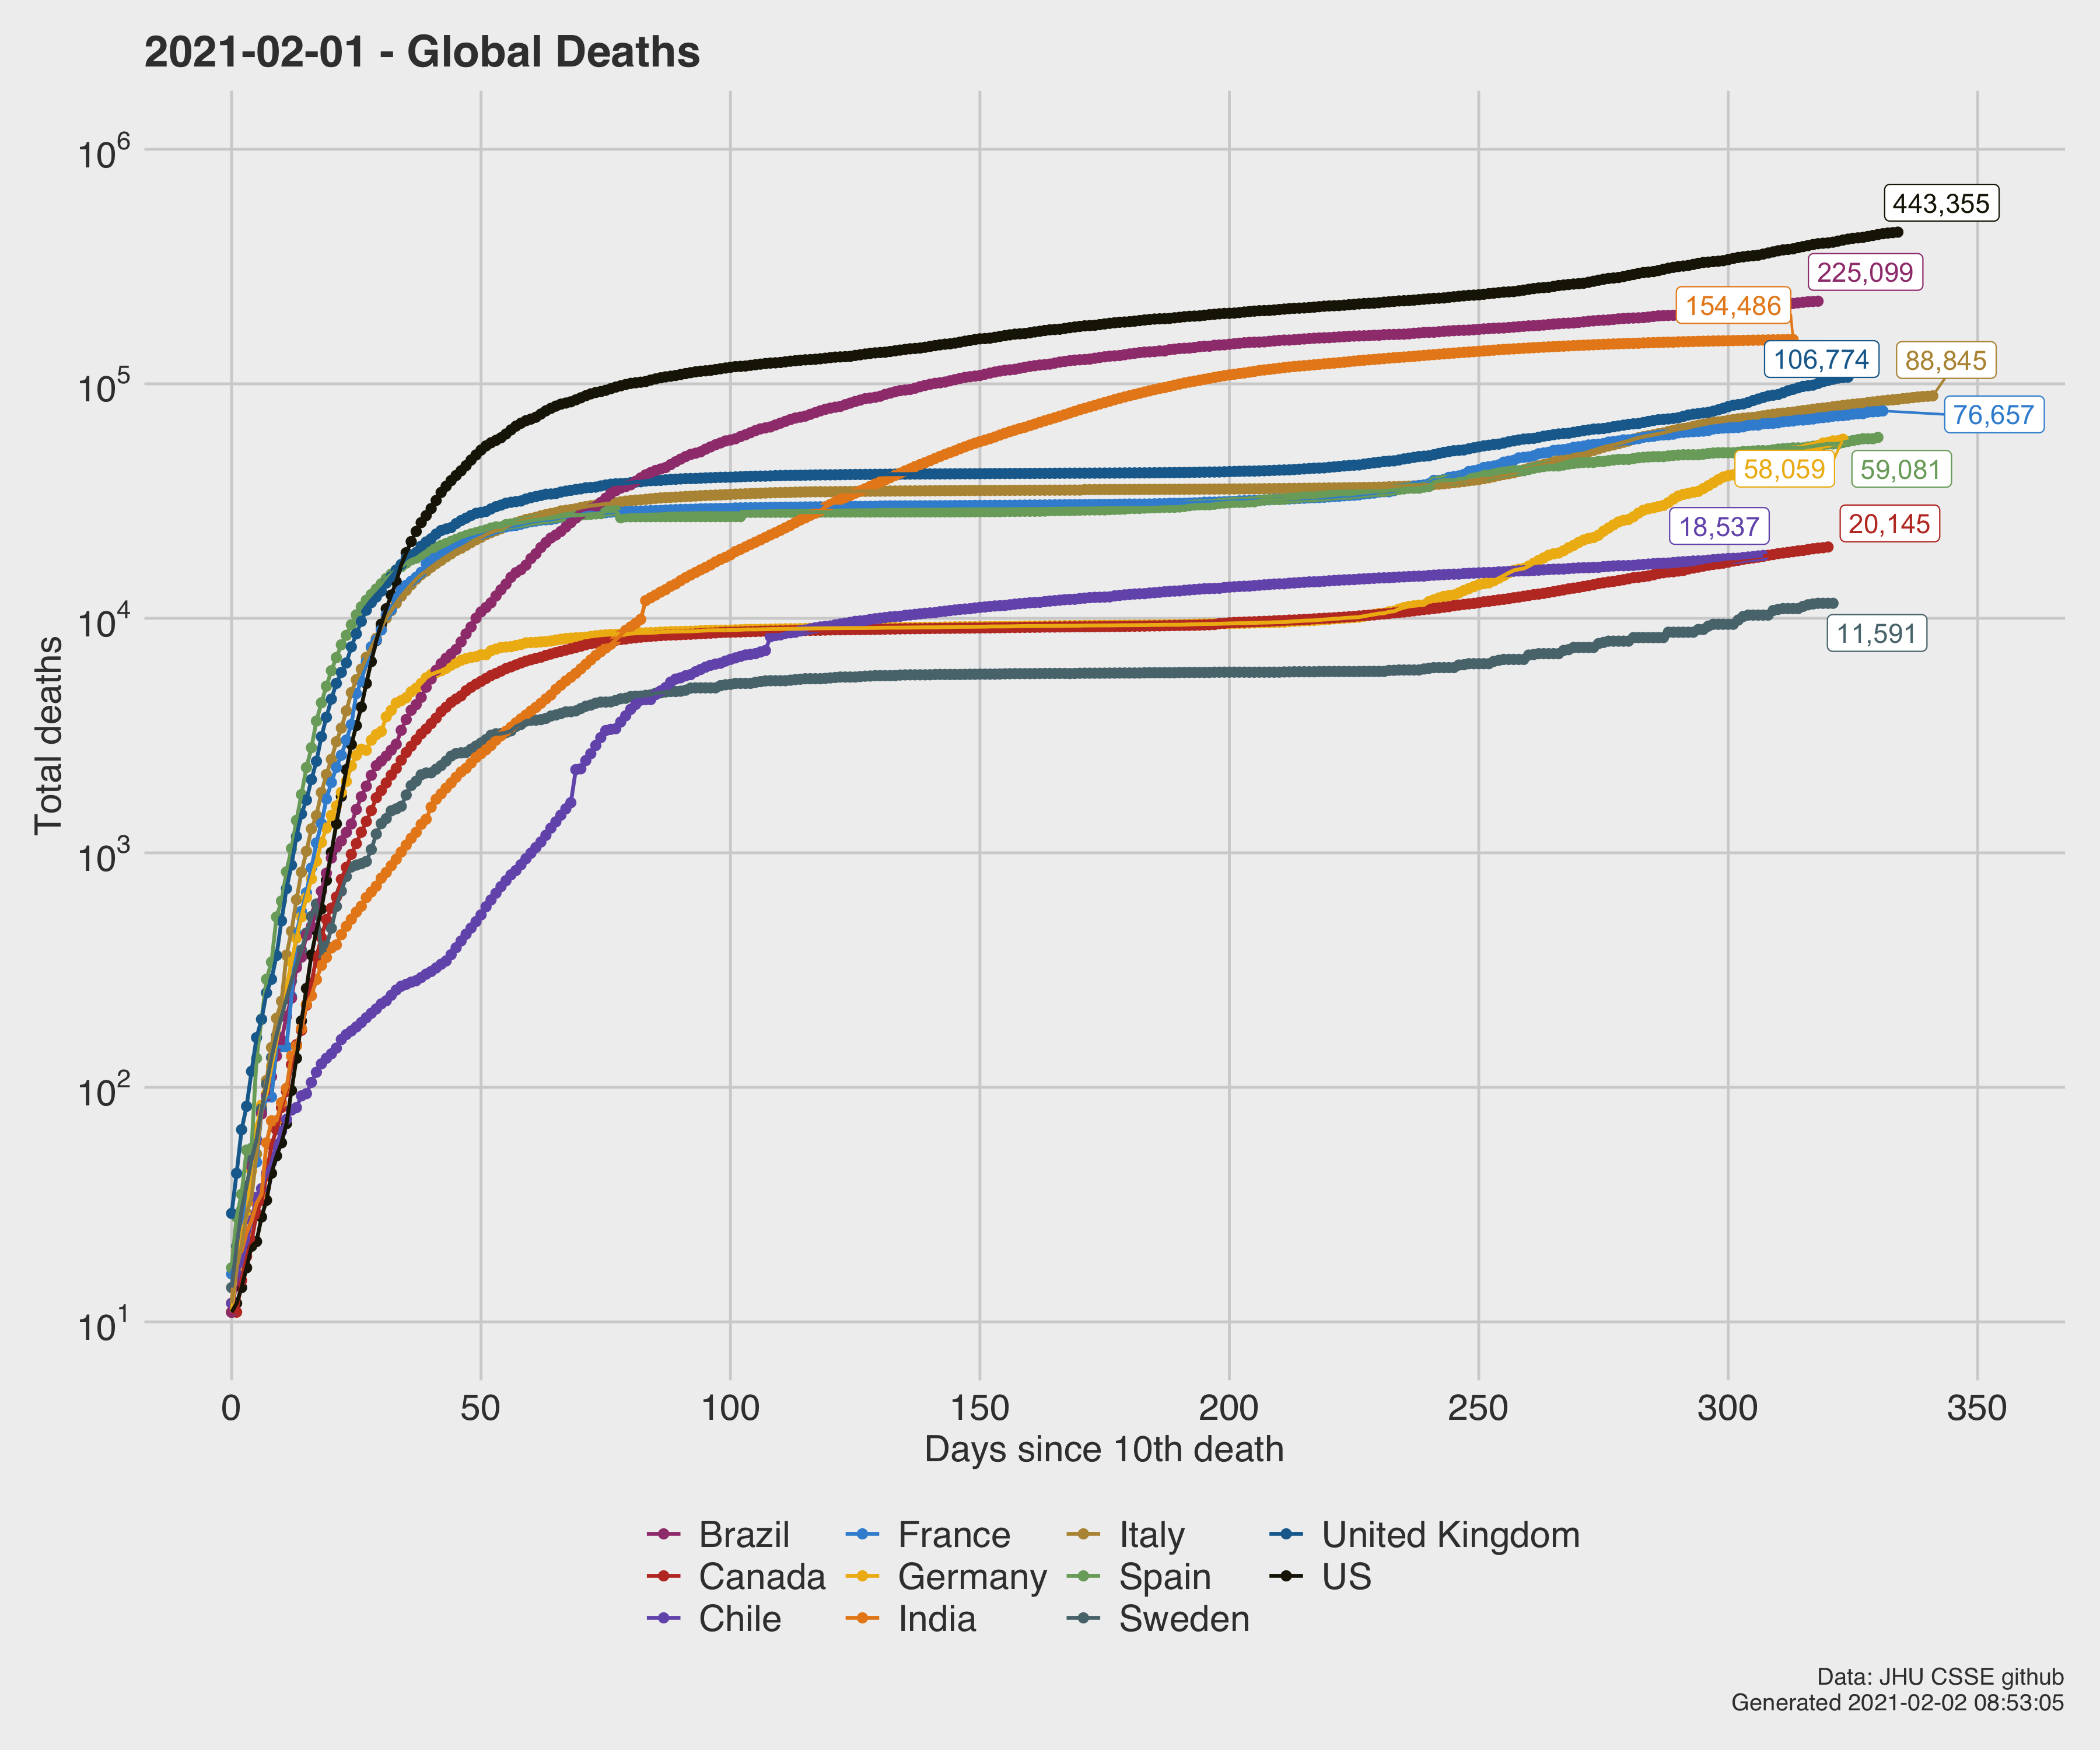 2021-02-01 - Global Deaths
Total deaths
10^6
10^5
10^4
10^3
10^2
10^1
443,355
225,099
154,486
106,774
88,845
76,657
58,059
59,081
18,537
20,145
11,591
0 50 100 150 200 250 300 350
Days since 10th death
Brazil France Italy United Kingdom
Canada Germany Spain US
Chile India Sweden
Data: JHU CSSE github
Generated 2021-02-02 08:53:05